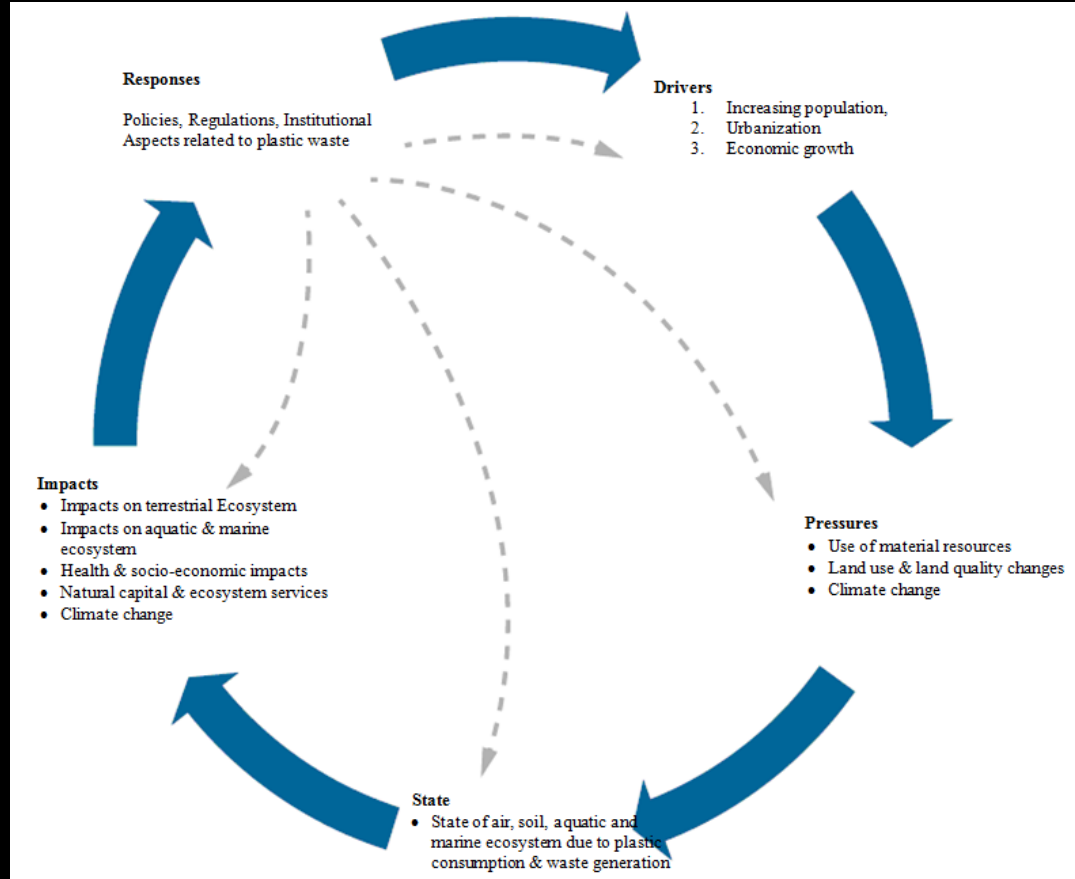 Responses
Policies, Regulations, Institutional
Aspects related to plastic waste
Drivers
1. Increasing population,
2. Urbanization
3. Economic growth
Impacts
• Impacts on terrestrial Ecosystem
• Impacts on aquatic & marine
ecosystem
• Health & socio-economic impacts
• Natural capital & ecosystem services
• Climate change
Pressures
• Use of material resources
• Land use & land quality changes
• Climate change
State
• State of air, soil, aquatic and
marine ecosystem due to plastic
consumption & waste generation